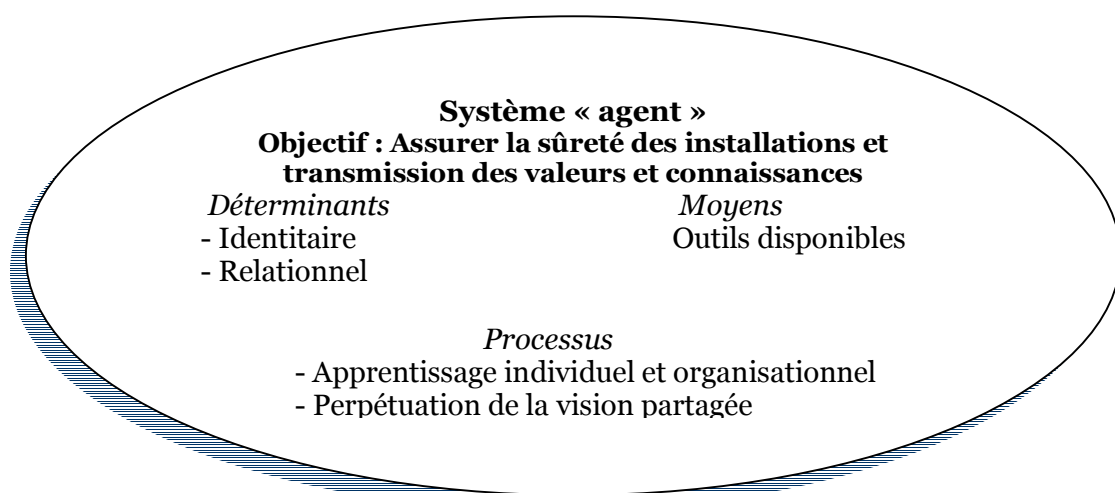 Système « agent »
Objectif : Assurer la sûreté des installations et
transmission des valeurs et connaissances
Déterminants
Moyens
- Identitaire
Outils disponibles
- Relationnel
Processus
- Apprentissage individuel et organisationnel
- Perpétuation de la vision partagée